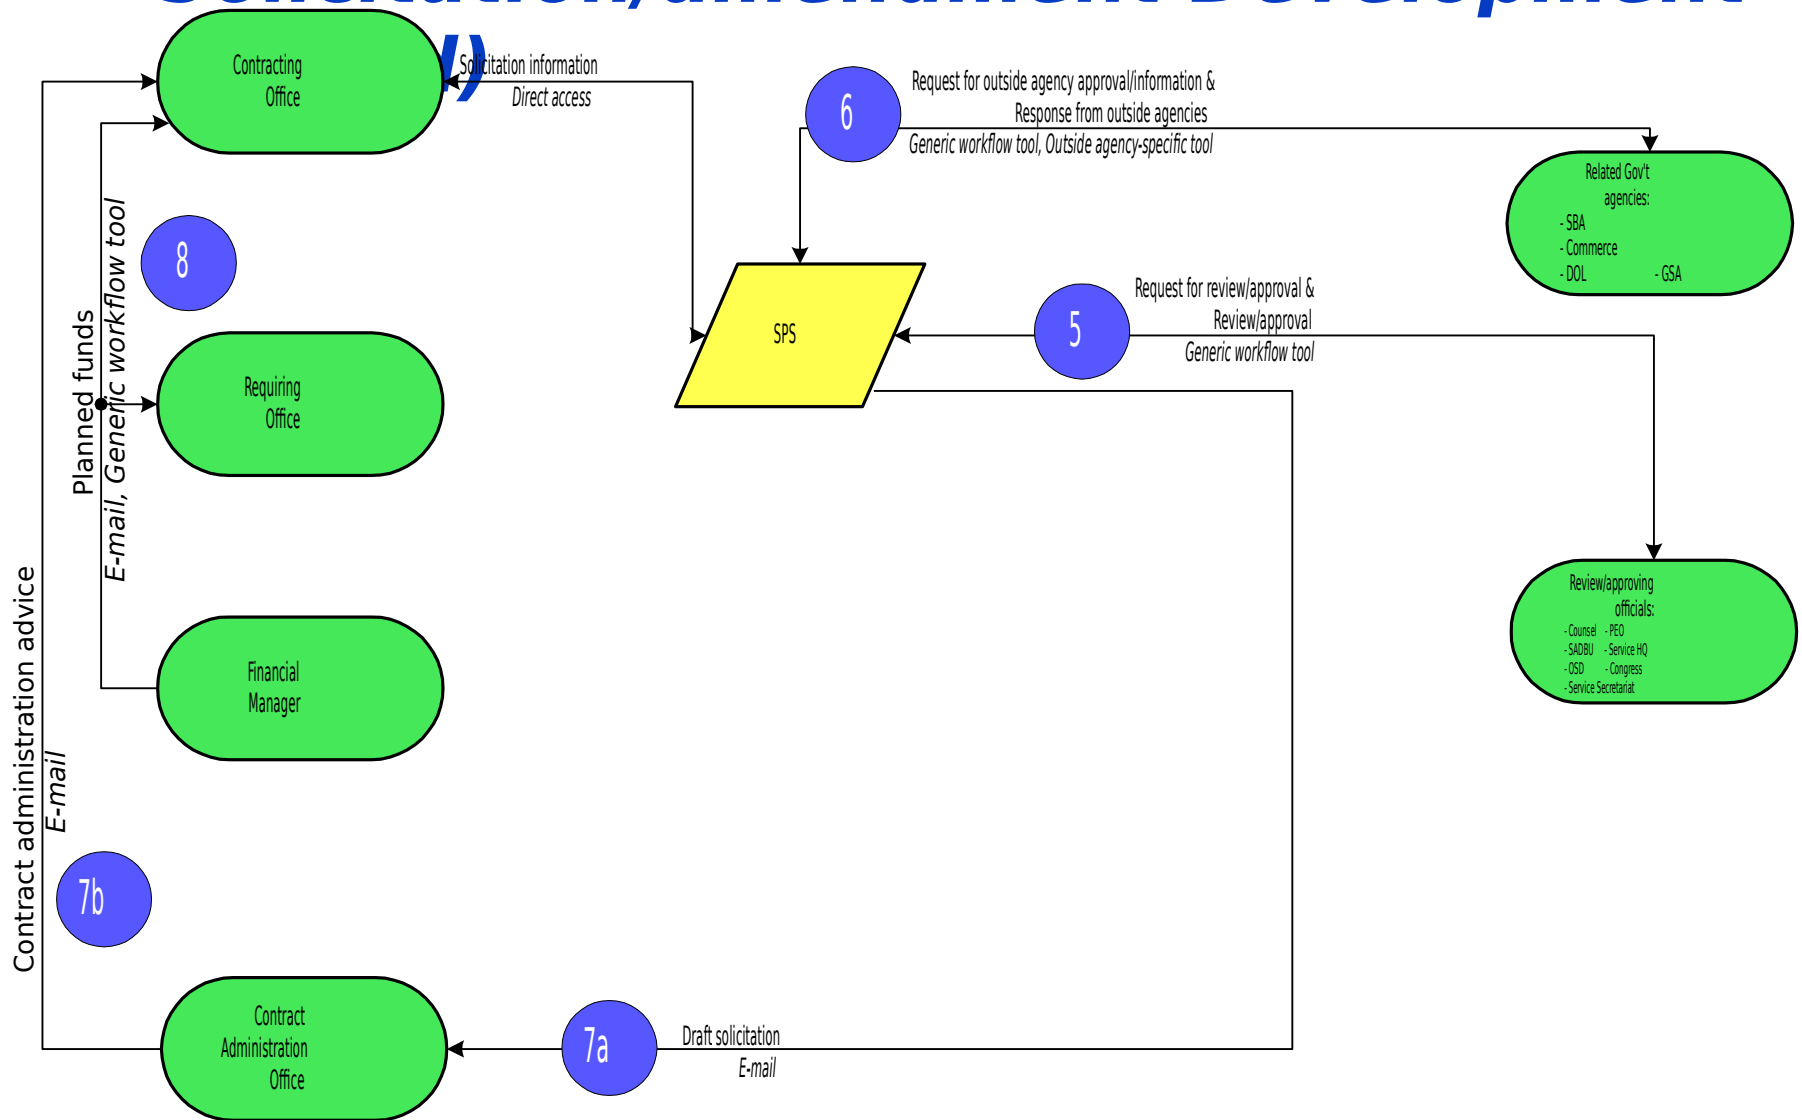 Solicitation/amendment Development
Contracting
Office
Solicitation information
Direct access
6
Request for outside agency approval/information &
Response from outside agencies
Generic workflow tool, Outside agency-specific tool
Related Gov't
agencies:
- SBA
- Commerce
- DOL - GSA
8
Planned funds
E-mail, Generic workflow tool
SPS
5
Request for review/approval &
Review/approval
Generic workflow tool
Requiring
Office
Review/approving
officials:
- Counsel - PEO
- SADBU - Service HQ
- OSD - Congress
- Service Secretariat
Financial
Manager
Contract administration advice
E-mail
7b
Contract
Administration
Office
7a
Draft solicitation
E-mail